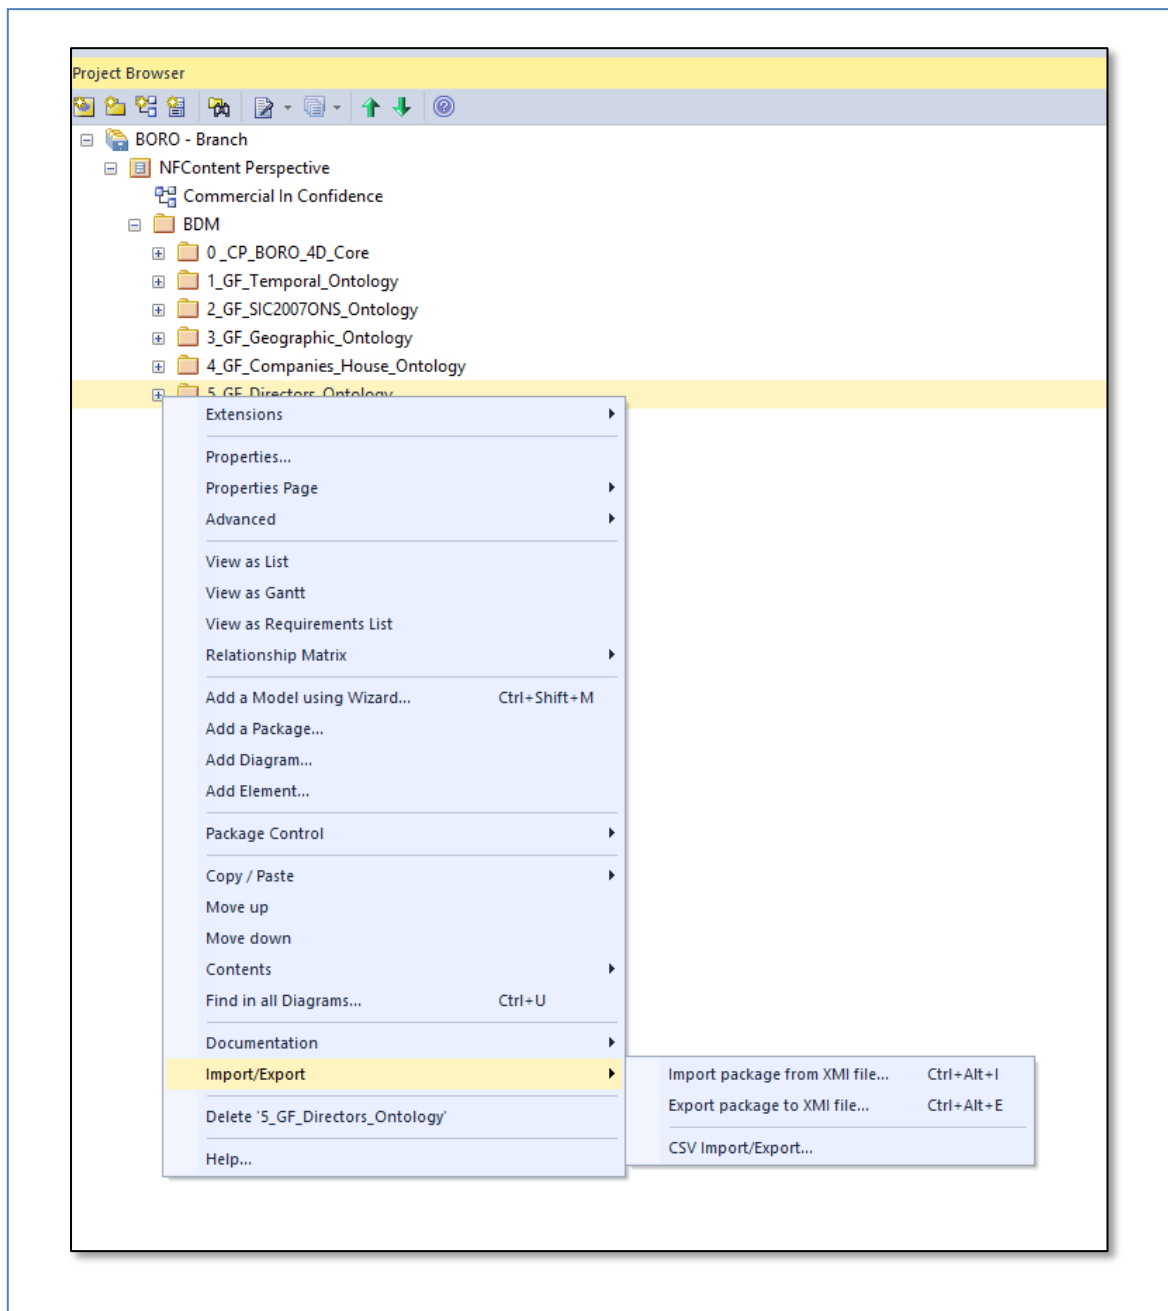 Project Browser
BORO - Branch
NFContent Perspective
Commercial In Confidence
BDM
0 _CP_BORO_4D_Core
1_GF_Temporal_Ontology
2_GF_SIC2007ONS_Ontology
3_GF_Geographic_Ontology
4_GF_Companies_House_Ontology
5_GF_Directors_Ontology
Extensions
Properties...
Properties Page
Advanced
View as List
View as Gantt
View as Requirements List
Relationship Matrix
Add a Model using Wizard... Ctrl+Shift+M
Add a Package...
Add Diagram...
Add Element...
Package Control
Copy / Paste
Move up
Move down
Contents
Find in all Diagrams... Ctrl+U
Documentation
Import/Export
Import package from XMI file... Ctrl+Alt+I
Export package to XMI file... Ctrl+Alt+E
CSV Import/Export...
Delete '5_GF_Directors_Ontology'
Help...